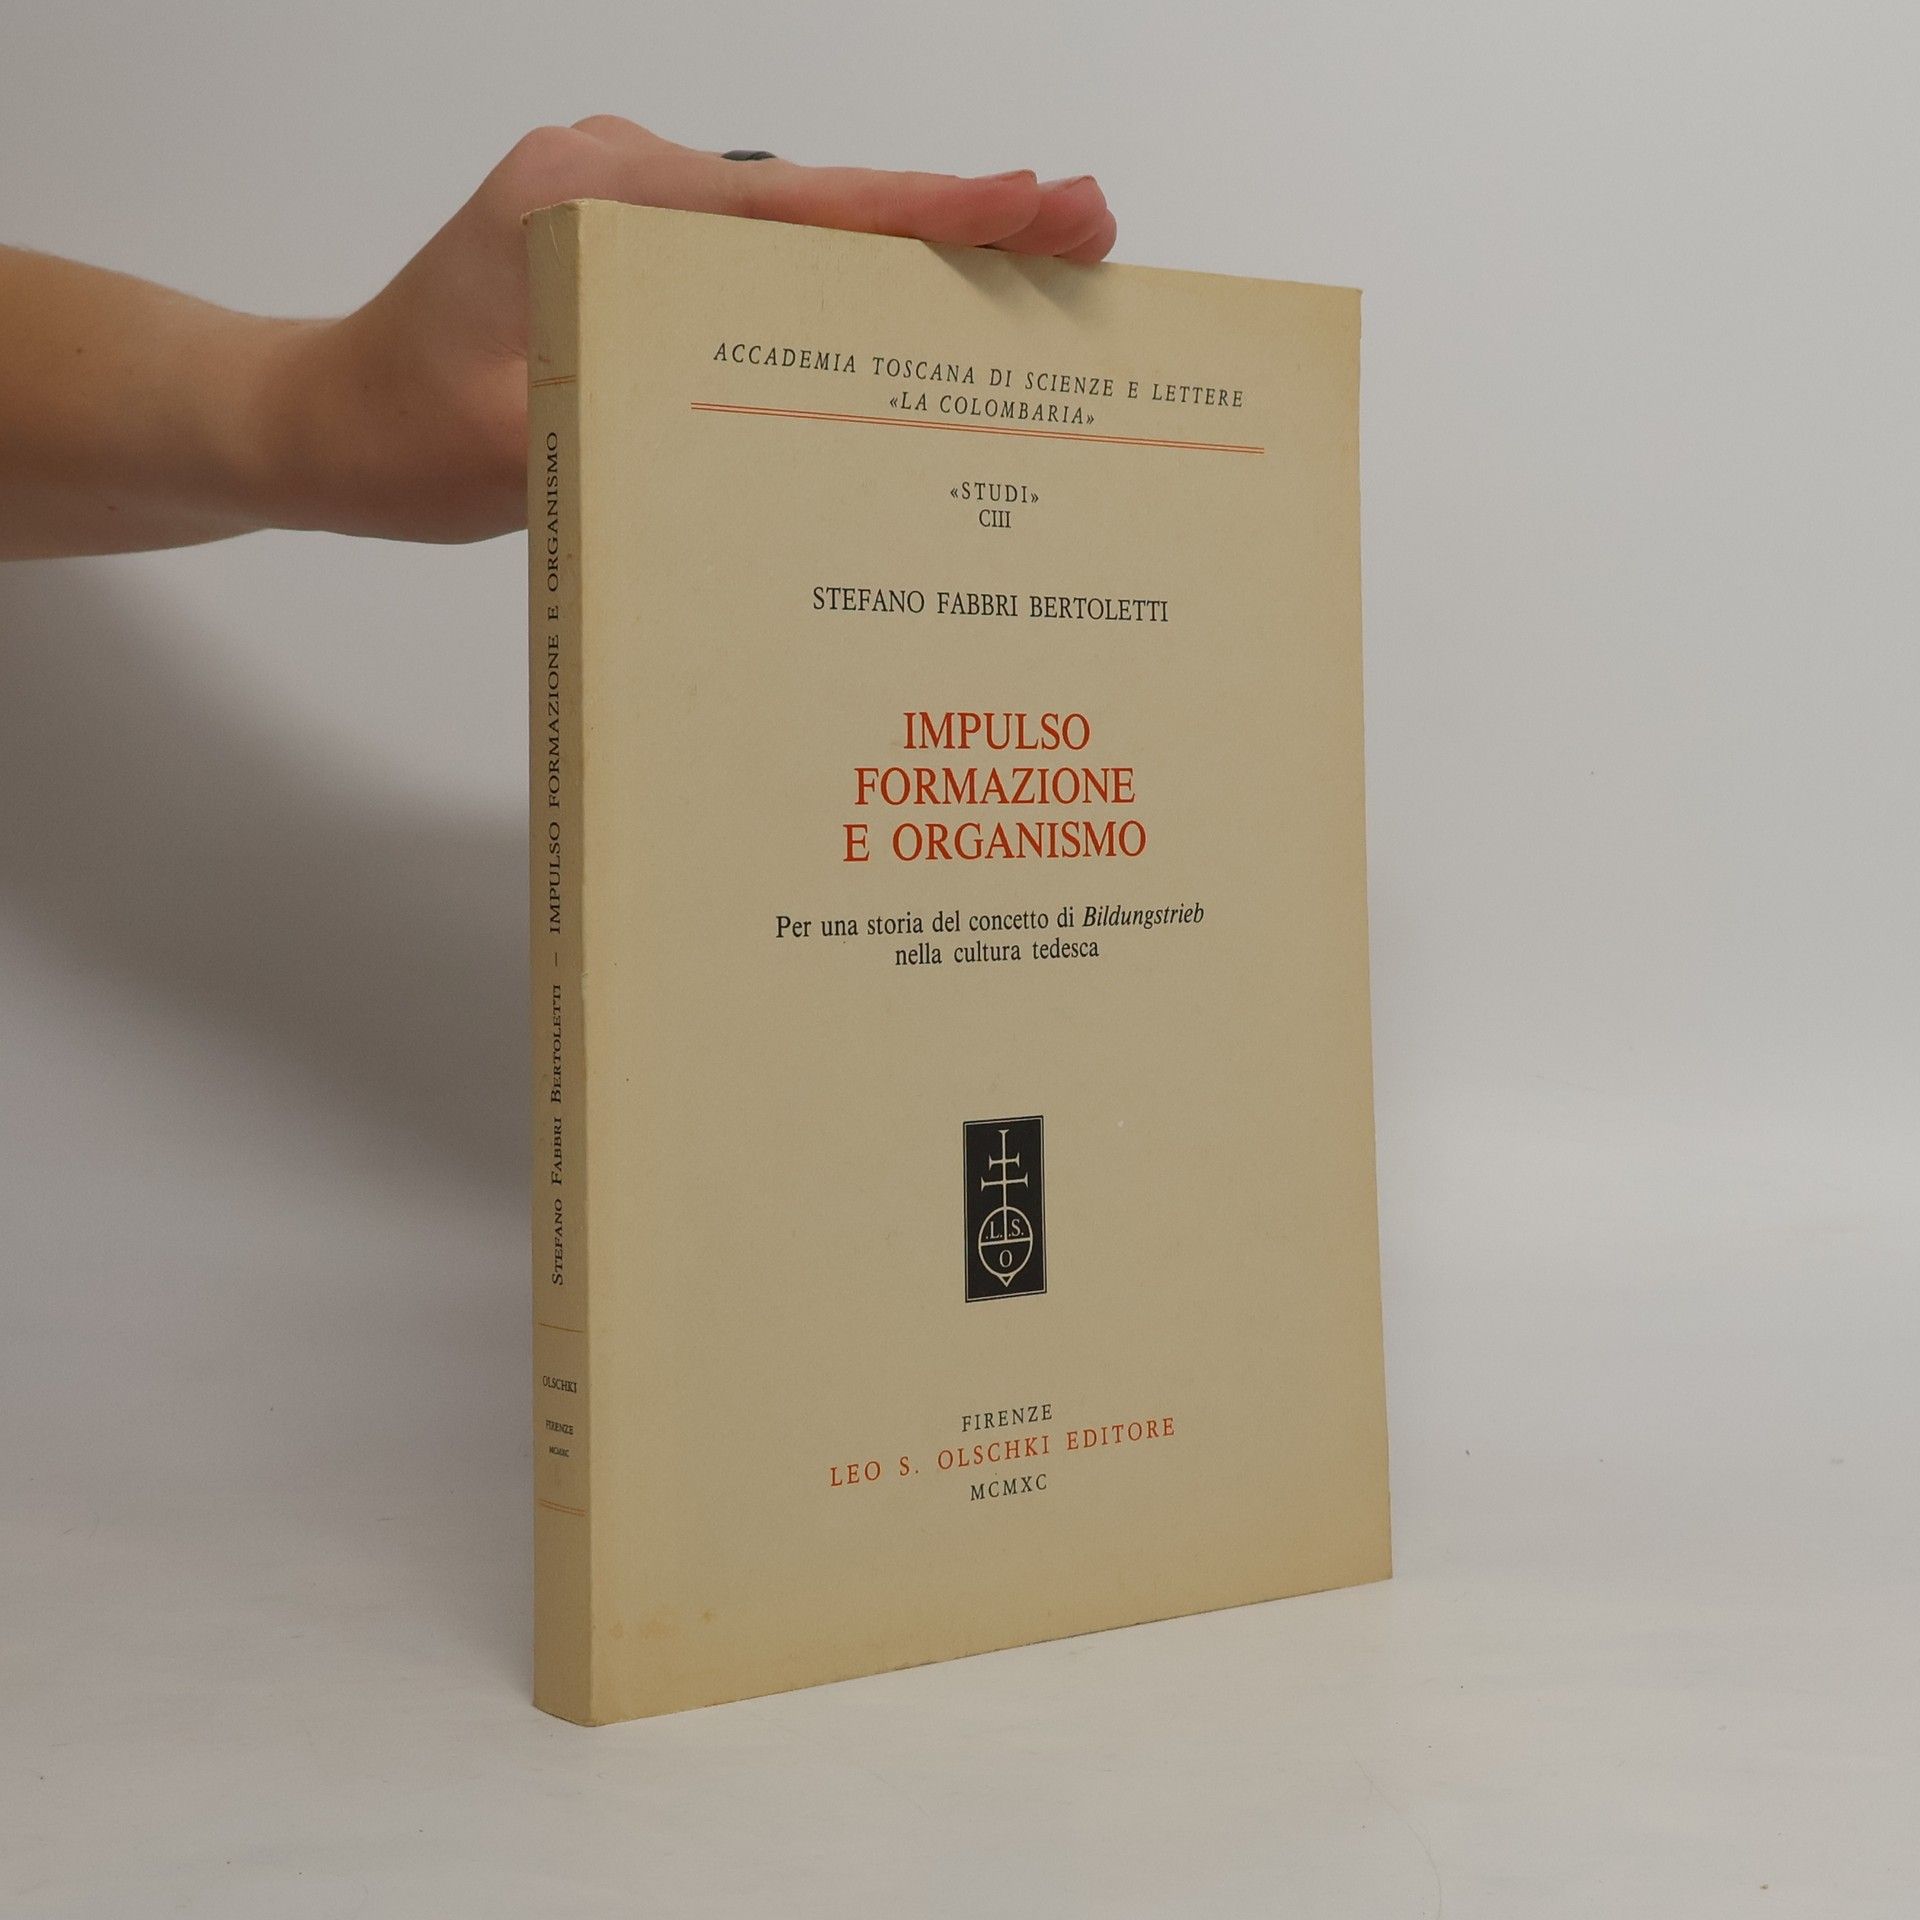 ACCADEMIA TOSCANA DI SCIENZE E LETTERE
«LA COLOMBARIA»
«STUDI»
CIII
STEFANO FABBRI BERTOLETTI
IMPULSO
FORMAZIONE
E ORGANISMO
Per una storia del concetto di Bildungstrieb
nella cultura tedesca
.L. .S.
O
FIRENZE
LEO S. OLSCHKI EDITORE
MCMXC
STEFANO FABBRI BERTOLETTI – IMPULSO FORMAZIONE E ORGANISMO
OLSCHKI
FIRENZE
MCMXC